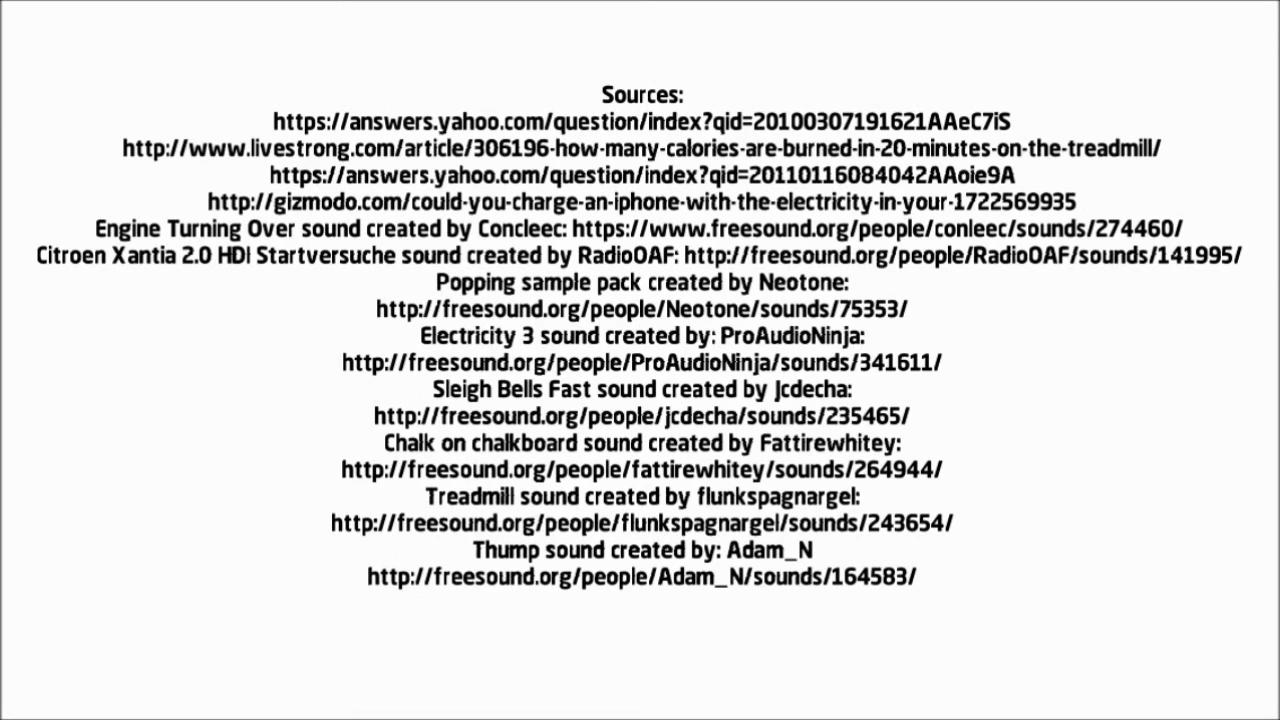 Sources:
https://answers.yahoo.com/question/index?qid=20100307191621AAeC7iS
http://www.livestrong.com/article/306196-how-many-calories-are-burned-in-20-minutes-on-the-treadmill/
https://answers.yahoo.com/question/index?qid=20110116084042AAoie9A
http://gizmodo.com/could-you-charge-an-iphone-with-the-electricity-in-your-1722569935
Engine Turning Over sound created by Concleec: https://www.freesound.org/people/conleec/sounds/274460/
Citroen Xantia 2.0 HDI Startversuche sound created by RadioOAF: http://freesound.org/people/RadioOAF/sounds/141995/
Popping sample pack created by Neotone:
http://freesound.org/people/Neotone/sounds/75353/
Electricity 3 sound created by: ProAudioNinja:
http://freesound.org/people/ProAudioNinja/sounds/341611/
Sleigh Bells Fast sound created by Jcdecha:
http://freesound.org/people/jcdecha/sounds/235465/
Chalk on chalkboard sound created by Fattirewhitey:
http://freesound.org/people/fattirewhitey/sounds/264944/
Treadmill sound created by flunkspagnargel:
http://freesound.org/people/flunkspagnargel/sounds/243654/
Thump sound created by: Adam_N
http://freesound.org/people/Adam_N/sounds/164583/